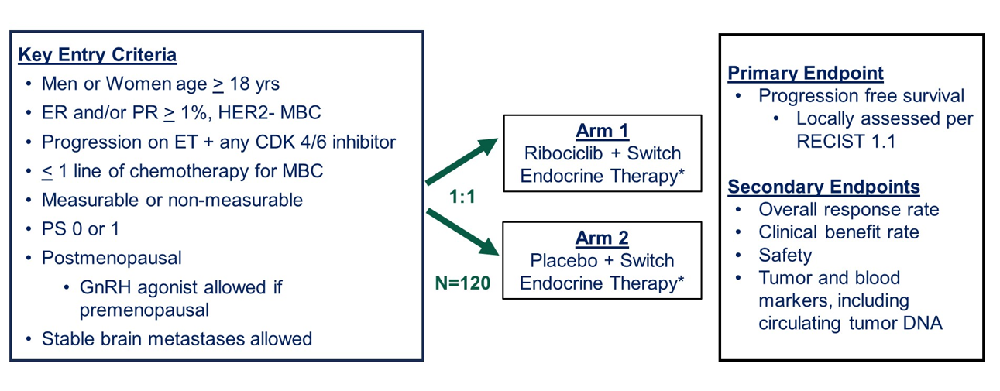 Key Entry Criteria
• Men or Women age ≥ 18 yrs
• ER and/or PR ≥ 1%, HER2- MBC
• Progression on ET + any CDK 4/6 inhibitor
• ≤ 1 line of chemotherapy for MBC
• Measurable or non-measurable
• PS 0 or 1
• Postmenopausal
• GnRH agonist allowed if
premenopausal
• Stable brain metastases allowed
1:1
N=120
Arm 1
Ribociclib + Switch
Endocrine Therapy*
Arm 2
Placebo + Switch
Endocrine Therapy*
Primary Endpoint
• Progression free survival
• Locally assessed per
RECIST 1.1
Secondary Endpoints
• Overall response rate
• Clinical benefit rate
• Safety
• Tumor and blood
markers, including
circulating tumor DNA